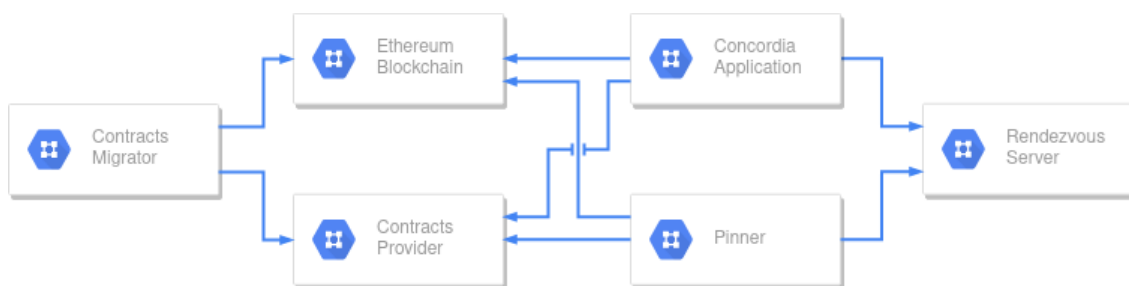 Ethereum
Blockchain
Concordia
Application
Contracts
Migrator
Rendezvous
Server
Contracts
Provider
Pinner